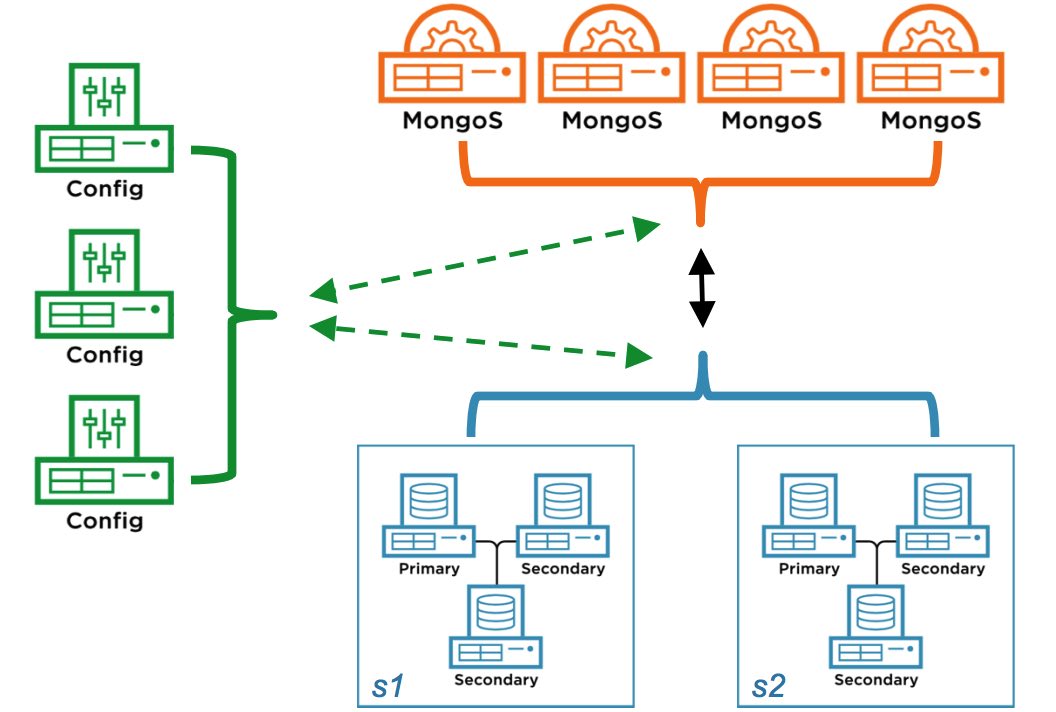 MongoS MongoS MongoS MongoS
Config
Config
Config
Primary Secondary
Secondary
s1
Primary Secondary
Secondary
s2